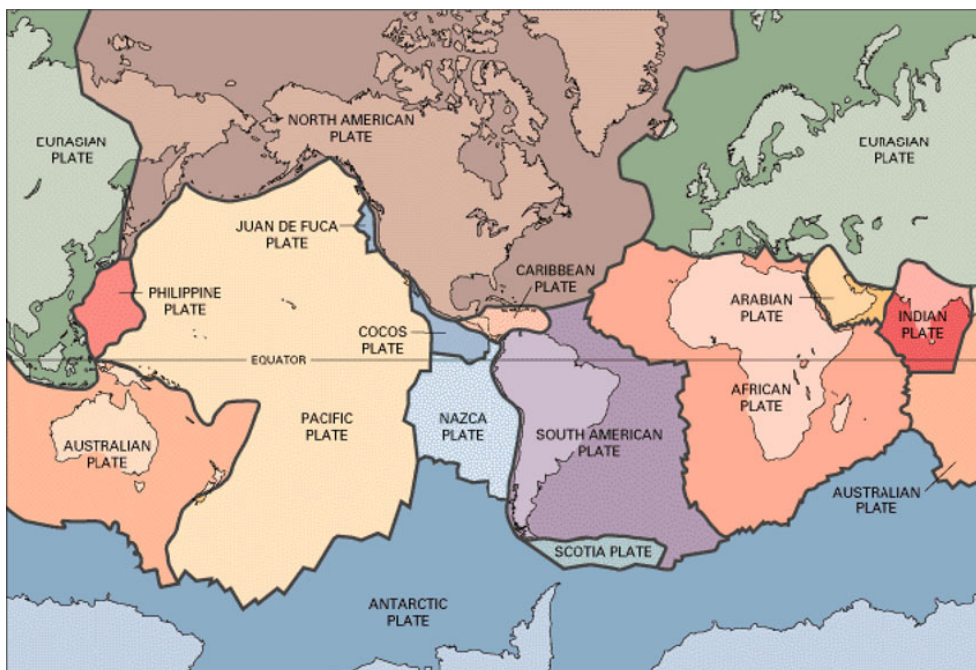 NORTH AMERICAN
PLATE
EURASIAN
PLATE
EURASIAN
PLATE
JUAN DE FUCA
PLATE
CARIBBEAN
PLATE
PHILIPPINE
PLATE
ARABIAN
PLATE
INDIAN
PLATE
COCOS
PLATE
EQUATOR
AFRICAN
PLATE
AUSTRALIAN
PLATE
PACIFIC
PLATE
NAZCA
PLATE
SOUTH AMERICAN
PLATE
AUSTRALIAN
PLATE
SCOTIA PLATE
ANTARCTIC
PLATE